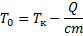 T₀ = Tк − Q/cm